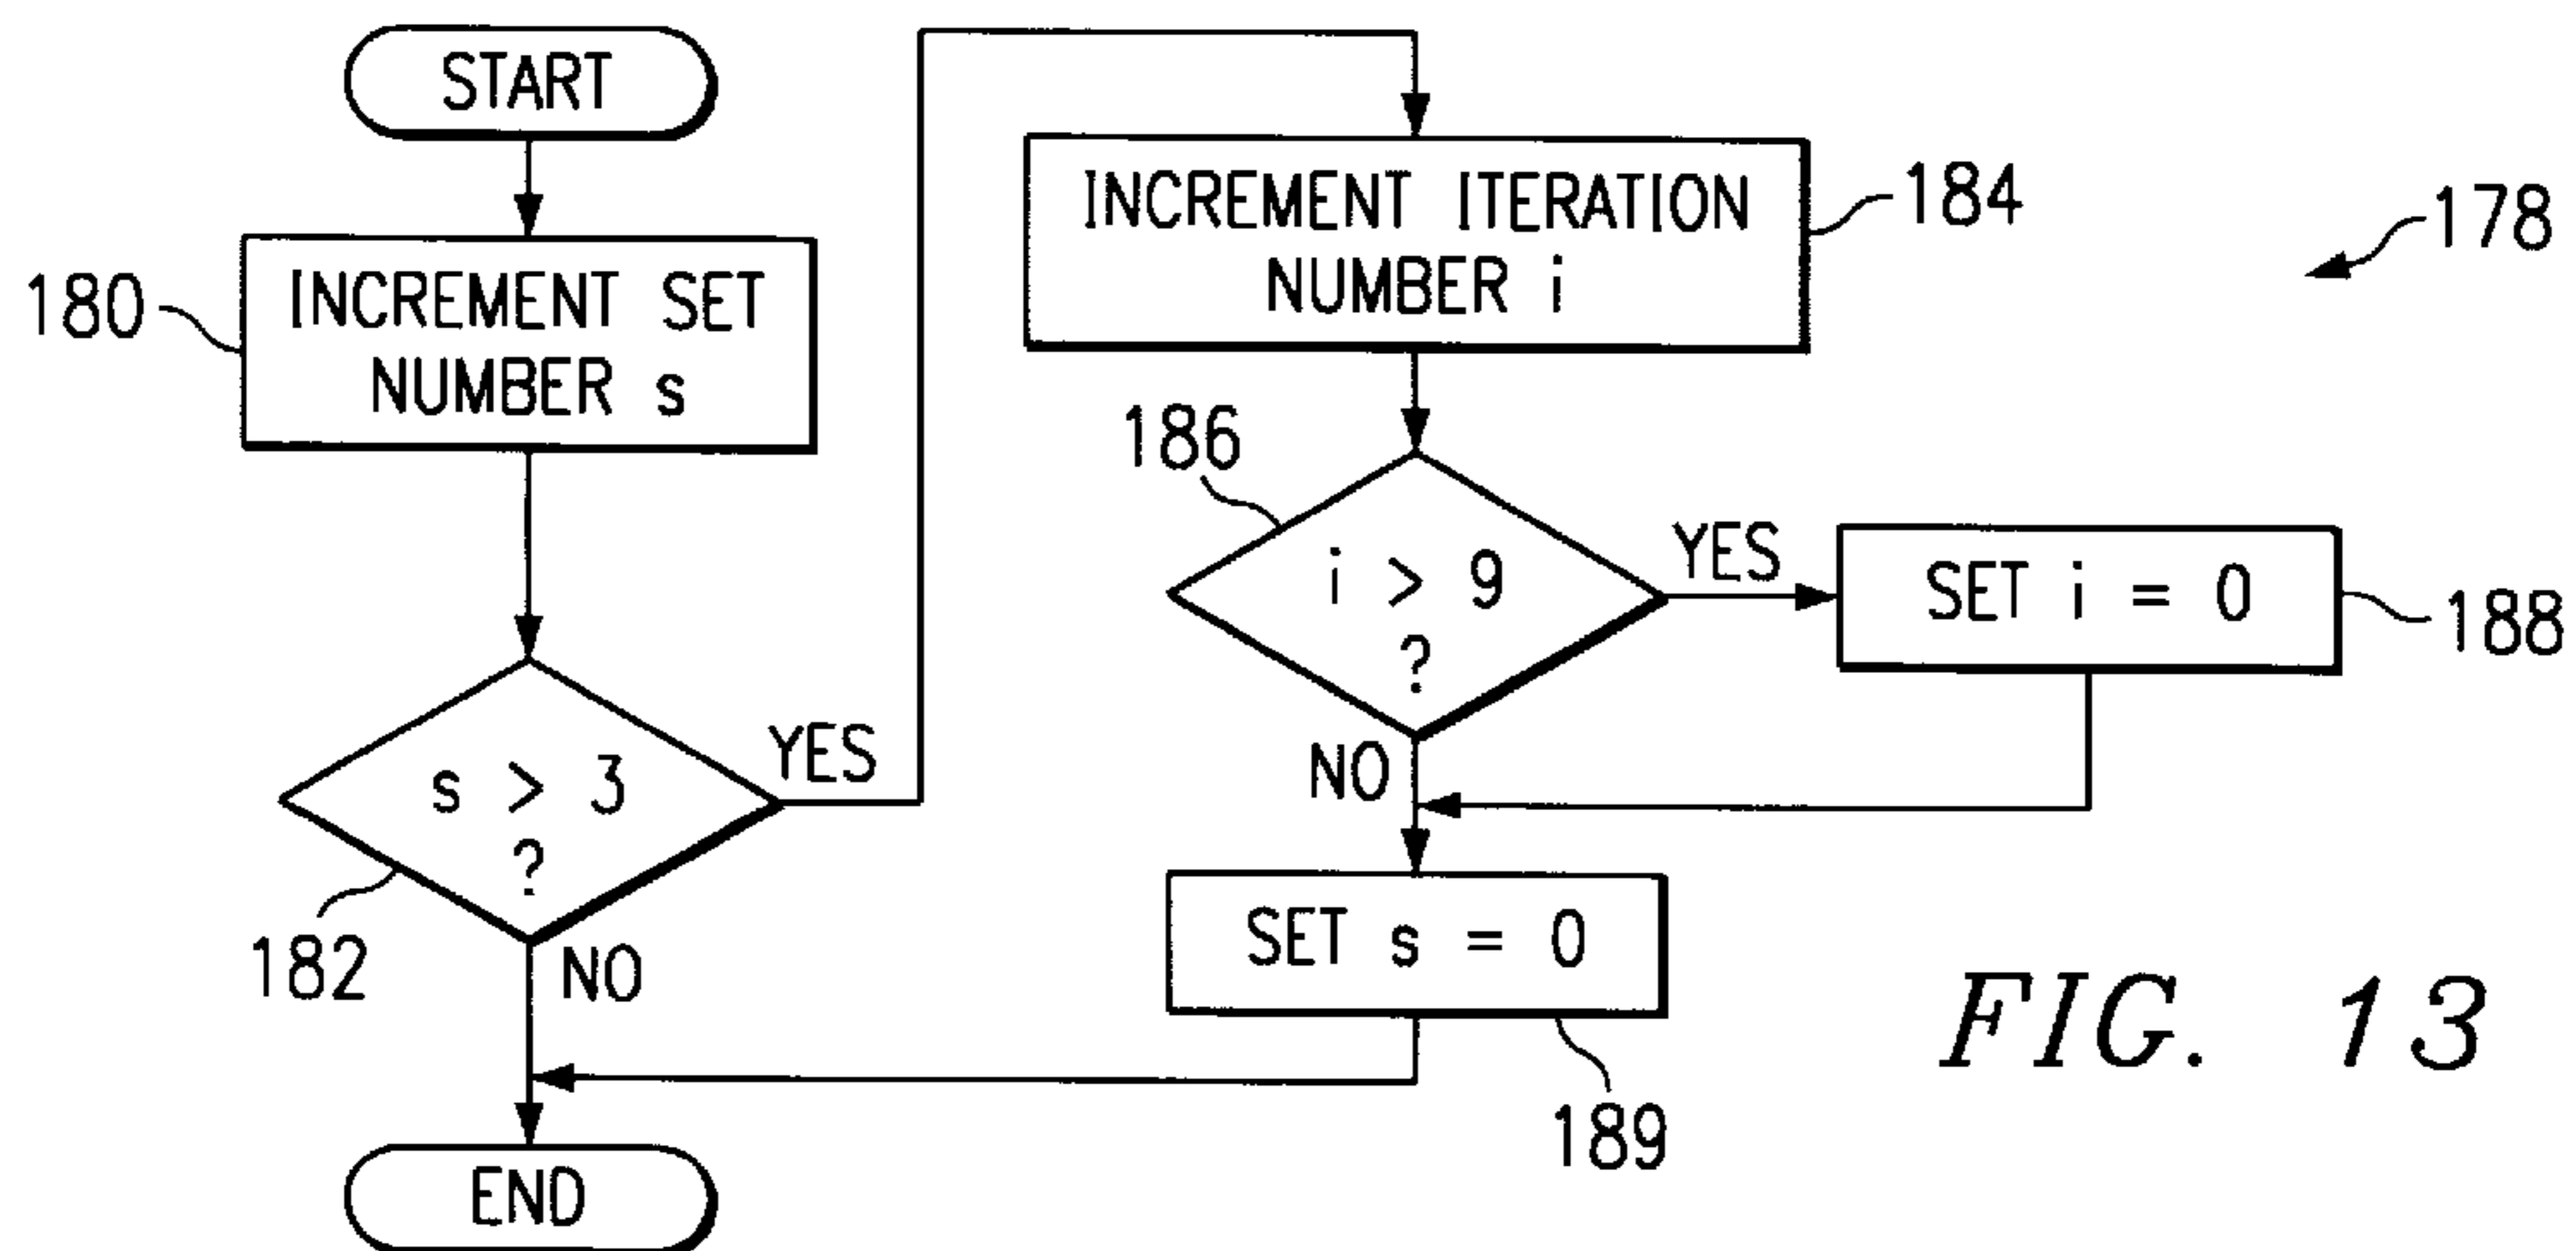 START
180
INCREMENT SET
NUMBER s
s > 3
?
YES
182
NO
END
INCREMENT ITERATION
NUMBER i
184
178
186
i > 9
?
YES
NO
SET i = 0
188
SET s = 0
189
FIG. 13